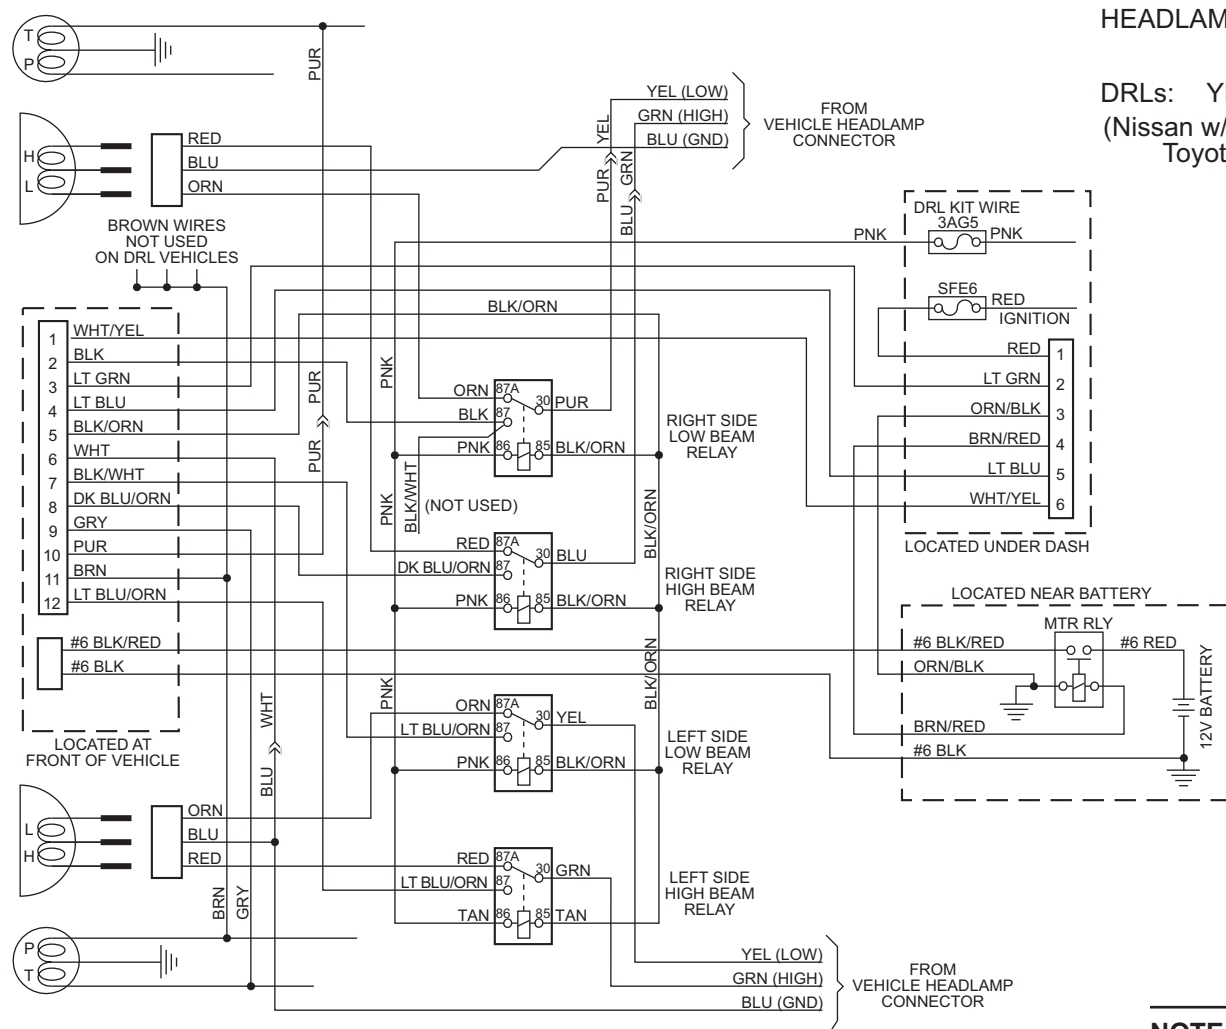 HEADLAM
DRLs: Y
(Nissan w/
Toyot
T
P
PUR
YEL (LOW)
GRN (HIGH)
BLU (GND)
FROM
VEHICLE HEADLAMP
CONNECTOR
YEL
GRN
PUR
BLU
H
L
RED
BLU
ORN
BROWN WIRES
NOT USED
ON DRL VEHICLES
DRL KIT WIRE
3AG5
PNK
PNK
SFE6
RED
IGNITION
RED 1
LT GRN 2
ORN/BLK 3
BRN/RED 4
LT BLU 5
WHT/YEL 6
LOCATED UNDER DASH
BLK/ORN
1 WHT/YEL
2 BLK
3 LT GRN
4 LT BLU
5 BLK/ORN
6 WHT
7 BLK/WHT
8 DK BLU/ORN
9 GRY
10 PUR
11 BRN
12 LT BLU/ORN
#6 BLK/RED
#6 BLK
LOCATED AT
FRONT OF VEHICLE
PUR
PUR
PNK
PNK
PNK
WHT
BLU
ORN 87A
30 PUR
BLK 87
PNK 86
85 BLK/ORN
RIGHT SIDE
LOW BEAM
RELAY
BLK/WHT
(NOT USED)
BLK/ORN
RED 87A
30 BLU
DK BLU/ORN 87
PNK 86
85 BLK/ORN
RIGHT SIDE
HIGH BEAM
RELAY
BLK/ORN
ORN 87A
30 YEL
LT BLU/ORN 87
PNK 86
85 BLK/ORN
LEFT SIDE
LOW BEAM
RELAY
RED 87A
30 GRN
LT BLU/ORN 87
TAN 86
85 TAN
LEFT SIDE
HIGH BEAM
RELAY
LOCATED NEAR BATTERY
MTR RLY
#6 BLK/RED
#6 RED
ORN/BLK
BRN/RED
#6 BLK
12V BATTERY
L
H
ORN
BLU
RED
BRN
GRY
P
T
YEL (LOW)
GRN (HIGH)
BLU (GND)
FROM
VEHICLE HEADLAMP
CONNECTOR
NOTE